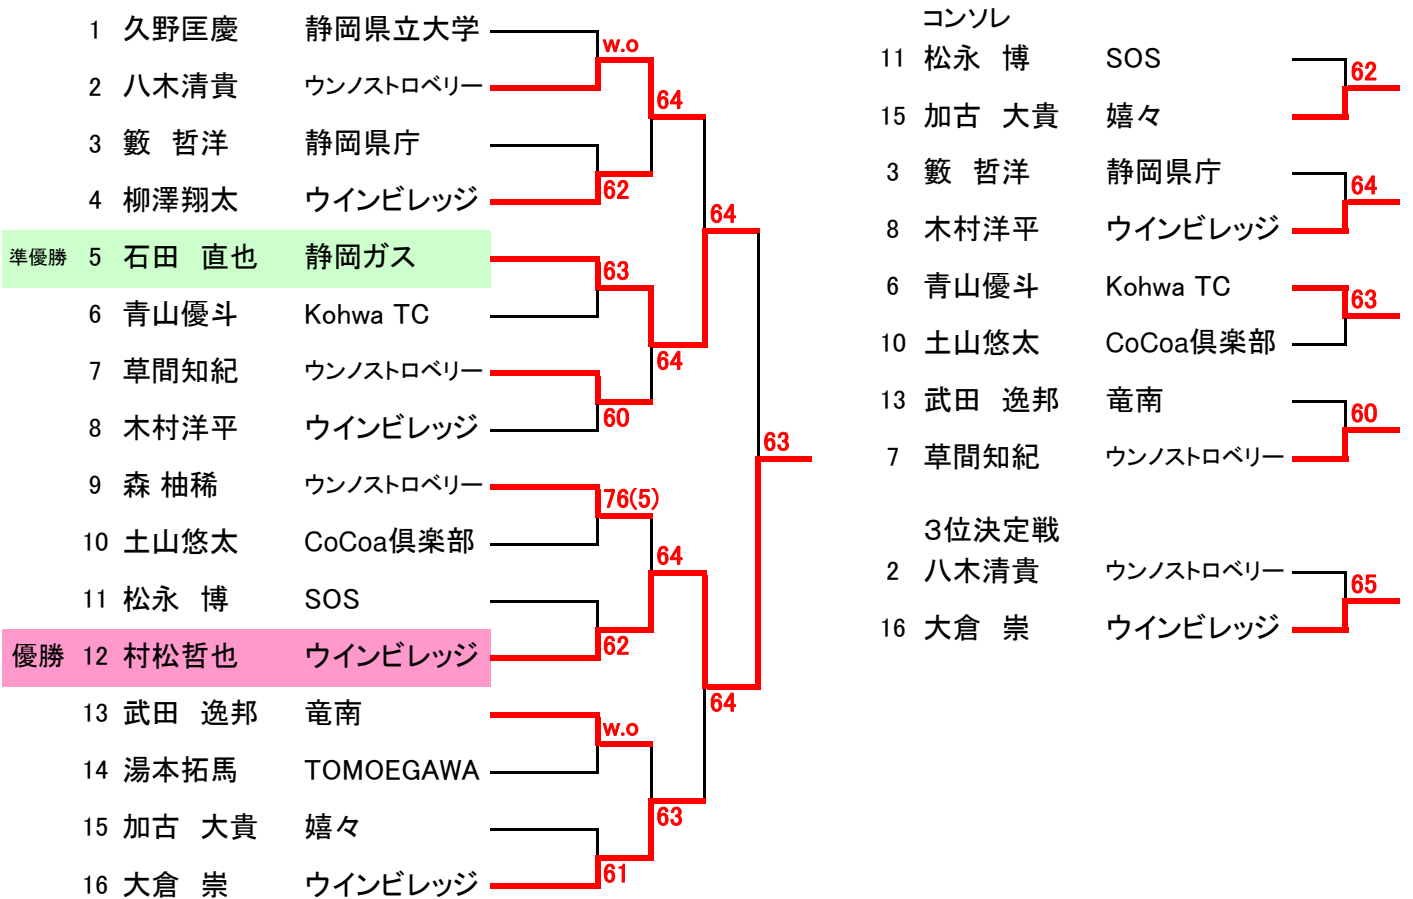 1 久野匡慶 静岡県立大学
w.o
2 八木清貴 ウンノストロベリー
64
3 籔 哲洋 静岡県庁
4 柳澤翔太 ウインビレッジ
62
64
準優勝 5 石田 直也 静岡ガス
63
6 青山優斗 Kohwa TC
64
7 草間知紀 ウンノストロベリー
60
8 木村洋平 ウインビレッジ
63
9 森 柚稀 ウンノストロベリー
76(5)
10 土山悠太 CoCoa倶楽部
64
11 松永 博 SOS
62
優勝 12 村松哲也 ウインビレッジ
64
13 武田 逸邦 竜南
w.o
14 湯本拓馬 TOMOEGAWA
63
15 加古 大貴 嬉々
61
16 大倉 崇 ウインビレッジ
コンソレ
11 松永 博 SOS
62
15 加古 大貴 嬉々
3 籔 哲洋 静岡県庁
64
8 木村洋平 ウインビレッジ
6 青山優斗 Kohwa TC
63
10 土山悠太 CoCoa倶楽部
13 武田 逸邦 竜南
60
7 草間知紀 ウンノストロベリー
３位決定戦
2 八木清貴 ウンノストロベリー
65
16 大倉 崇 ウインビレッジ